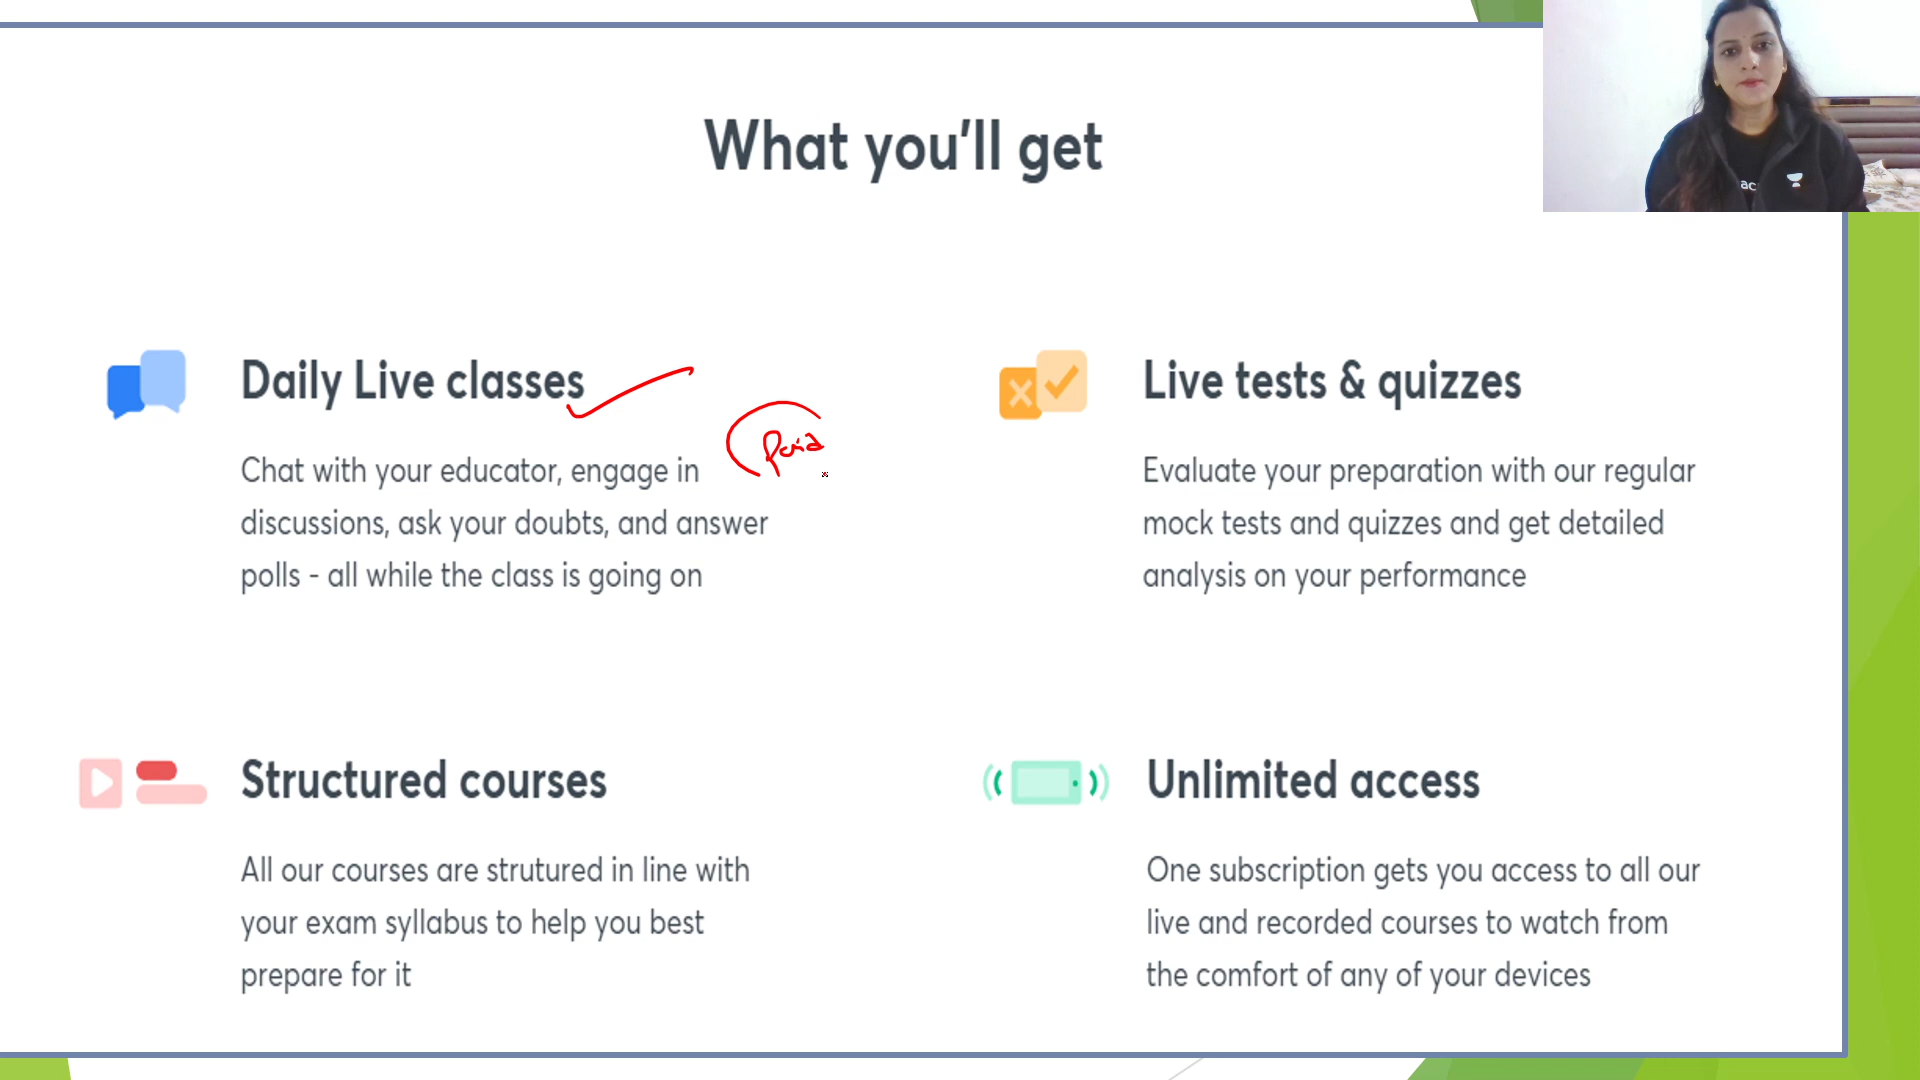 What you'll get
Daily Live classes
Paid
Chat with your educator, engage in
discussions, ask your doubts, and answer
polls - all while the class is going on
Live tests & quizzes
Evaluate your preparation with our regular
mock tests and quizzes and get detailed
analysis on your performance
Structured courses
All our courses are strutured in line with
your exam syllabus to help you best
prepare for it
Unlimited access
One subscription gets you access to all our
live and recorded courses to watch from
the comfort of any of your devices
ac